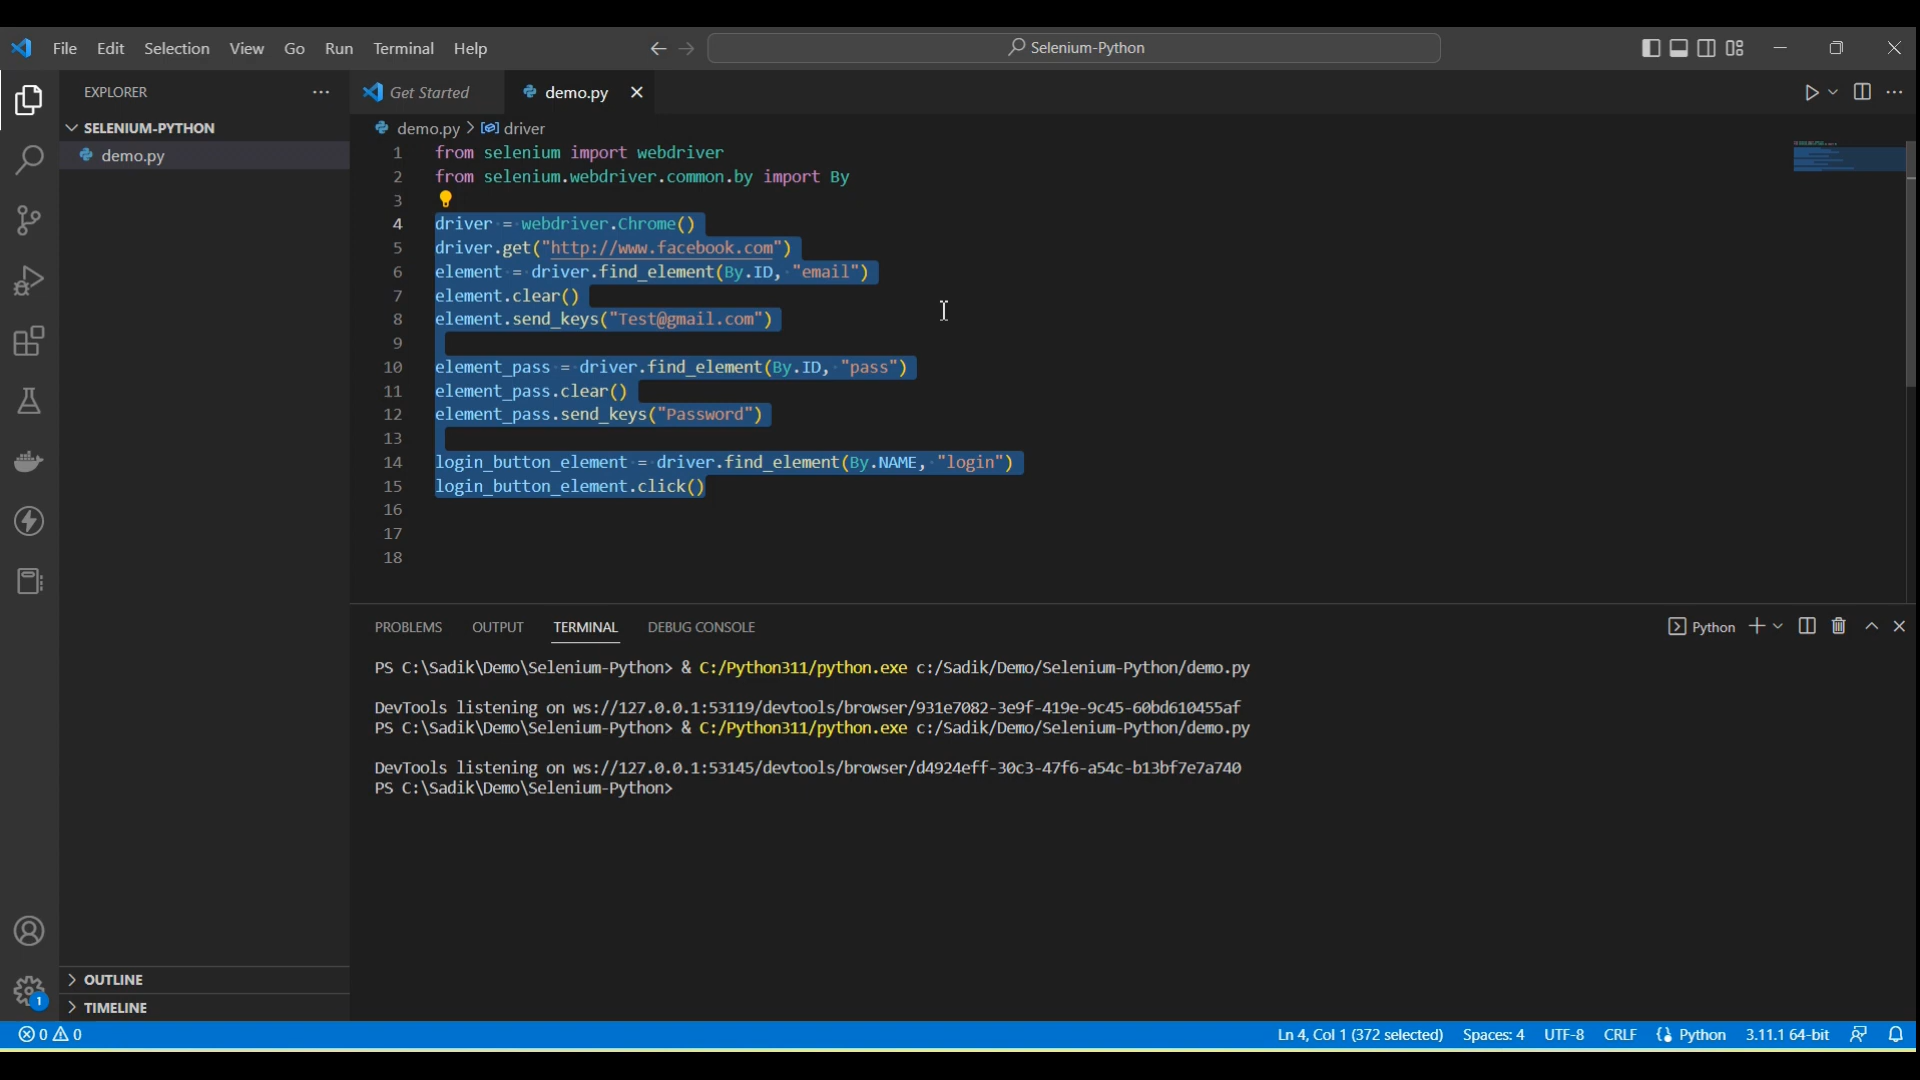 File Edit Selection View Go Run Terminal Help
Selenium-Python
EXPLORER
SELENIUM-PYTHON
demo.py
OUTLINE
TIMELINE
Get Started
demo.py
demo.py > driver
1 from selenium import webdriver
2 from selenium.webdriver.common.by import By
3
4 driver = webdriver.Chrome()
5 driver.get("http://www.facebook.com")
6 element = driver.find_element(By.ID, "email")
7 element.clear()
8 element.send_keys("Test@gmail.com")
9
10 element_pass = driver.find_element(By.ID, "pass")
11 element_pass.clear()
12 element_pass.send_keys("Password")
13
14 login_button_element = driver.find_element(By.NAME, "login")
15 login_button_element.click()
16
17
18
PROBLEMS OUTPUT TERMINAL DEBUG CONSOLE
Python
PS C:\Sadik\Demo\Selenium-Python> & C:/Python311/python.exe c:/Sadik/Demo/Selenium-Python/demo.py
DevTools listening on ws://127.0.0.1:53119/devtools/browser/931e7082-3e9f-419e-9c45-60bd610455af
PS C:\Sadik\Demo\Selenium-Python> & C:/Python311/python.exe c:/Sadik/Demo/Selenium-Python/demo.py
DevTools listening on ws://127.0.0.1:53145/devtools/browser/d4924eff-30c3-47f6-a54c-b13bf7e7a740
PS C:\Sadik\Demo\Selenium-Python>
1
0 0
Ln 4, Col 1 (372 selected) Spaces: 4 UTF-8 CRLF Python 3.11.1 64-bit